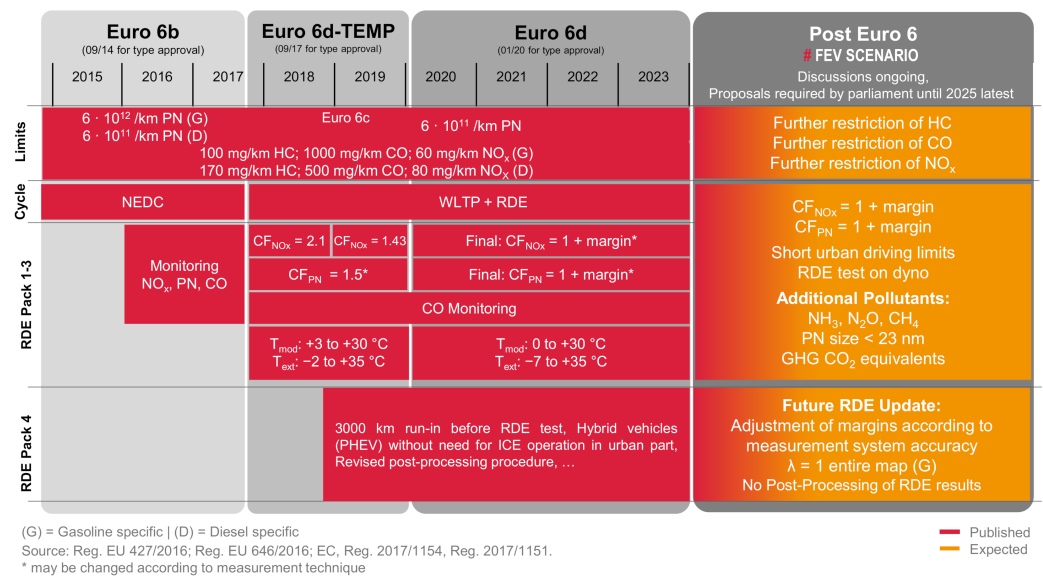 Euro 6b
(09/14 for type approval)
Euro 6d-TEMP
(09/17 for type approval)
Euro 6d
(01/20 for type approval)
Post Euro 6
# FEV SCENARIO
Discussions ongoing,
Proposals required by parliament until 2025 latest
2015 2016 2017 2018 2019 2020 2021 2022 2023
Limits
6 · 10¹² /km PN (G)
6 · 10¹¹ /km PN (D)
Euro 6c
6 · 10¹¹ /km PN
100 mg/km HC; 1000 mg/km CO; 60 mg/km NOₓ (G)
170 mg/km HC; 500 mg/km CO; 80 mg/km NOₓ (D)
Further restriction of HC
Further restriction of CO
Further restriction of NOₓ
Cycle
NEDC
WLTP + RDE
CF_NOx = 1 + margin
CF_PN = 1 + margin
Short urban driving limits
RDE test on dyno
Additional Pollutants:
NH₃, N₂O, CH₄
PN size < 23 nm
GHG CO₂ equivalents
RDE Pack 1-3
Monitoring
NOₓ, PN, CO
CF_NOx = 2.1
CF_NOx = 1.43
Final: CF_NOx = 1 + margin*
CF_PN = 1.5*
Final: CF_PN = 1 + margin*
CO Monitoring
T_mod: +3 to +30 °C
T_ext: −2 to +35 °C
T_mod: 0 to +30 °C
T_ext: −7 to +35 °C
RDE Pack 4
3000 km run-in before RDE test, Hybrid vehicles
(PHEV) without need for ICE operation in urban part,
Revised post-processing procedure, …
Future RDE Update:
Adjustment of margins according to
measurement system accuracy
λ = 1 entire map (G)
No Post-Processing of RDE results
(G) = Gasoline specific | (D) = Diesel specific
Source: Reg. EU 427/2016; Reg. EU 646/2016; EC, Reg. 2017/1154, Reg. 2017/1151.
* may be changed according to measurement technique
Published
Expected